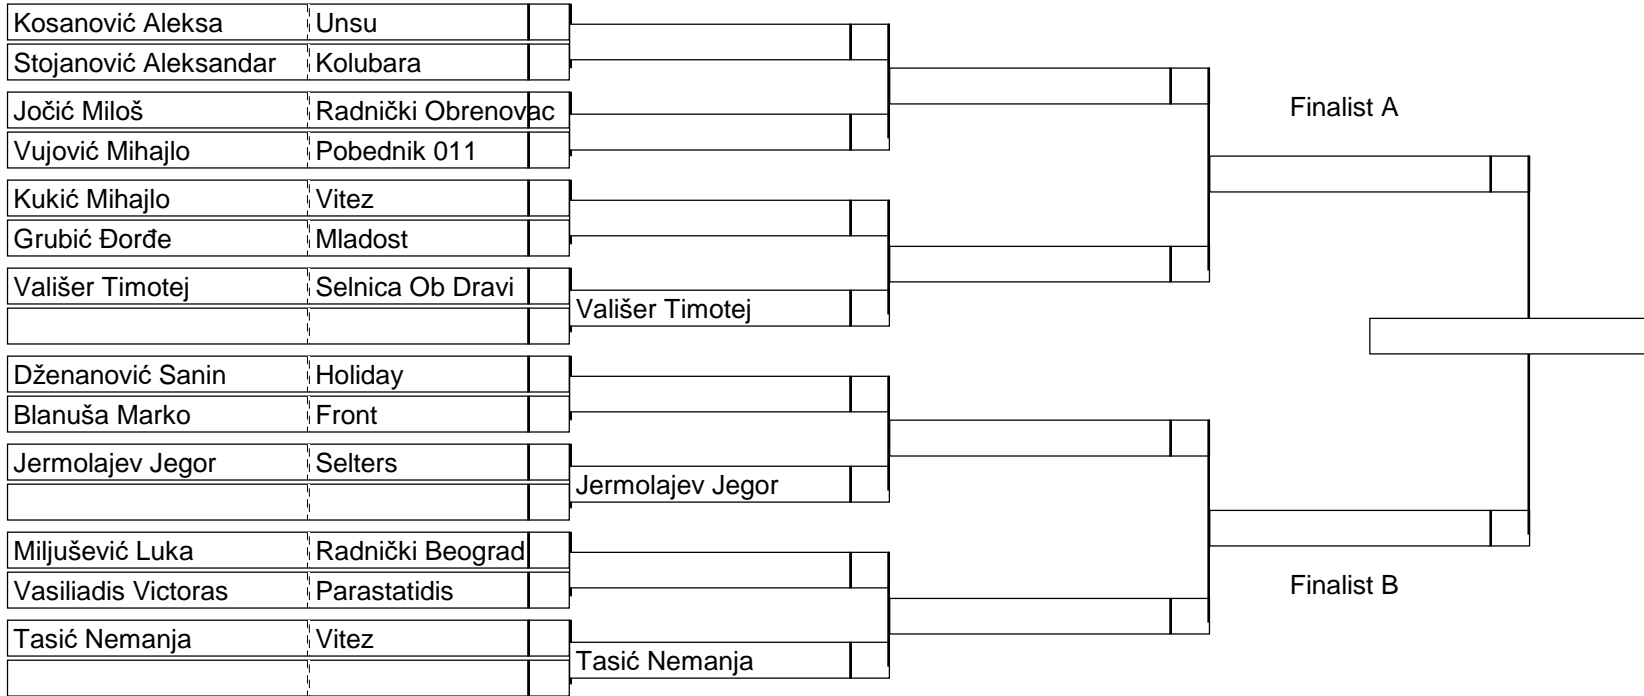 Kosanović Aleksa Unsu
Stojanović Aleksandar Kolubara
Jočić Miloš Radnički Obrenovac
Vujović Mihajlo Pobednik 011
Kukić Mihajlo Vitez
Grubić Đorđe Mladost
Vališer Timotej Selnica Ob Dravi
Vališer Timotej
Dženanović Sanin Holiday
Blanuša Marko Front
Jermolajev Jegor Selters
Jermolajev Jegor
Miljušević Luka Radnički Beograd
Vasiliadis Victoras Parastatidis
Tasić Nemanja Vitez
Tasić Nemanja
Finalist A
Finalist B